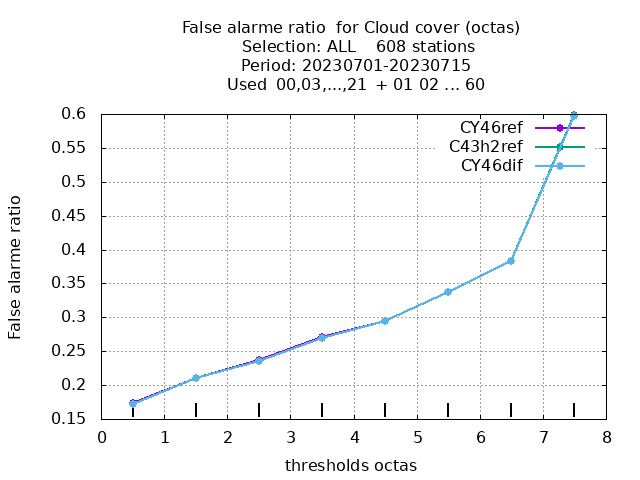 False alarme ratio  for Cloud cover (octas)
Selection: ALL    608 stations
Period: 20230701-20230715
Used  00,03,...,21  + 01 02 ... 60
CY46ref
C43h2ref
CY46dif
False alarme ratio
0.6
0.55
0.5
0.45
0.4
0.35
0.3
0.25
0.2
0.15
0 1 2 3 4 5 6 7 8
thresholds octas